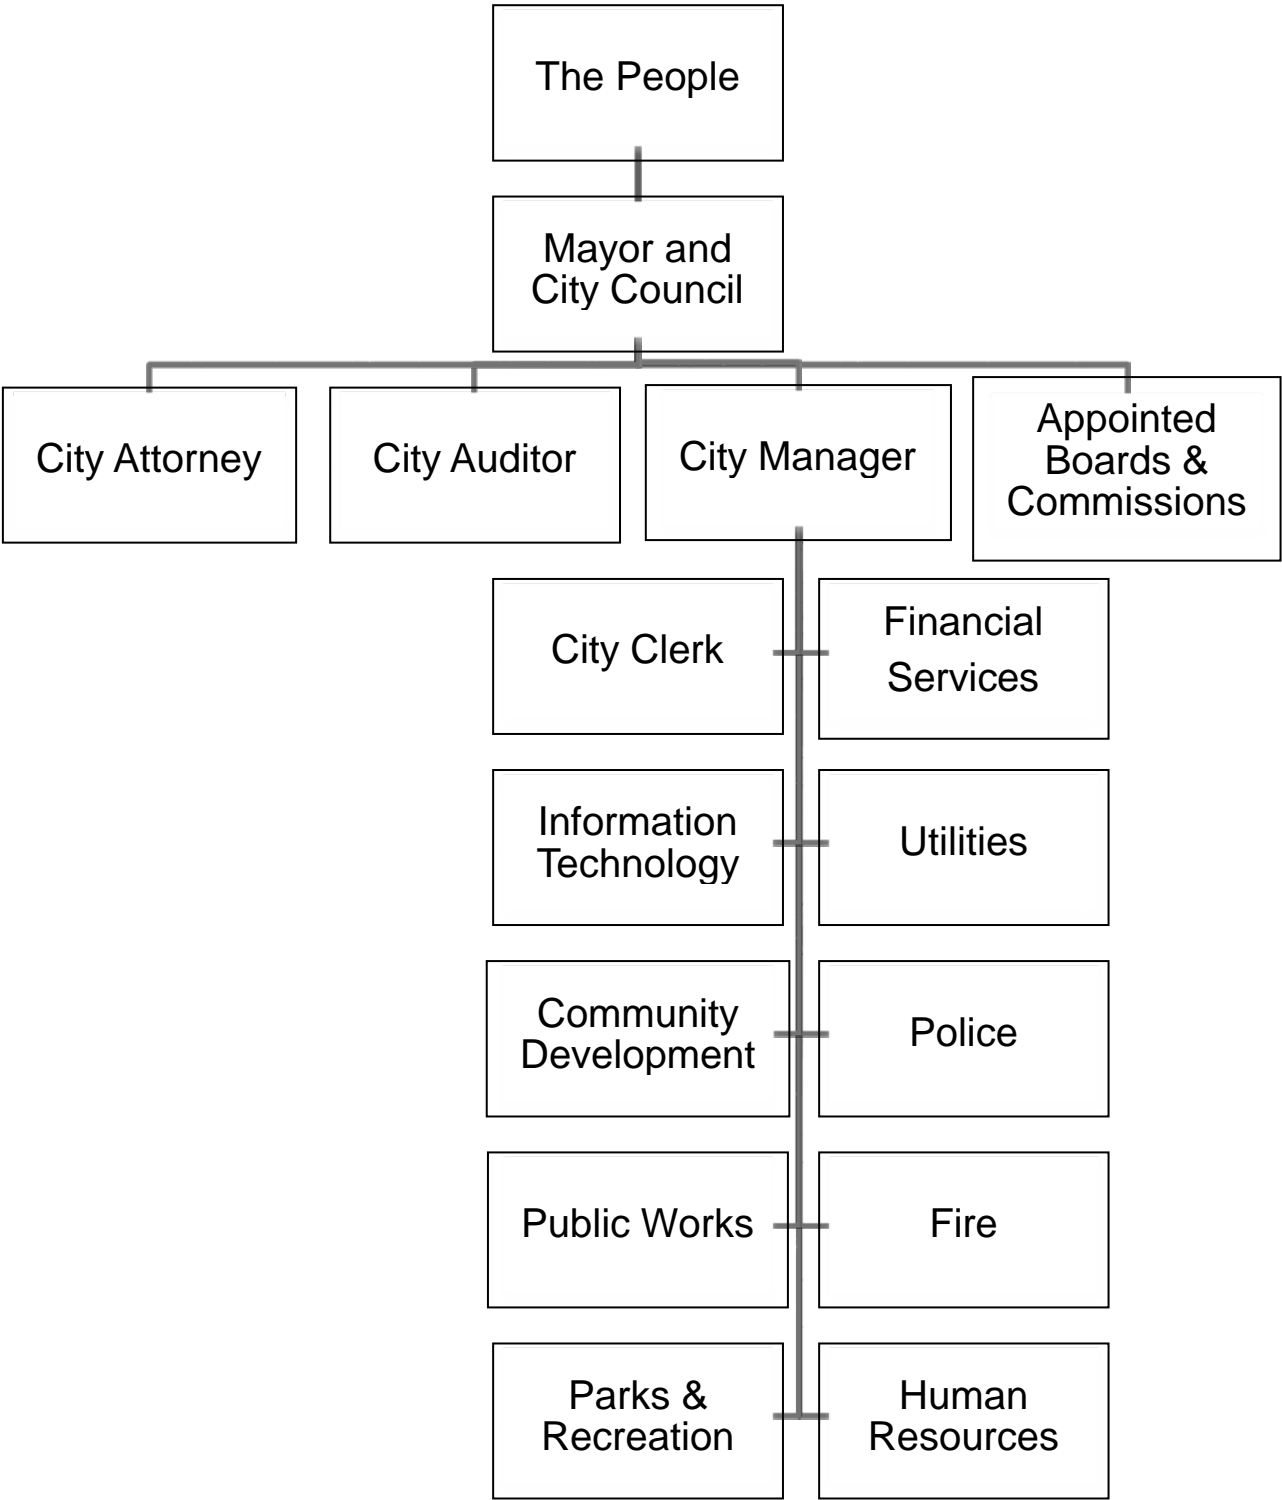 The People
Mayor and
City Council
City Attorney
City Auditor
City Manager
Appointed
Boards &
Commissions
City Clerk
Financial
Services
Information
Technology
Utilities
Community
Development
Police
Public Works
Fire
Parks &
Recreation
Human
Resources